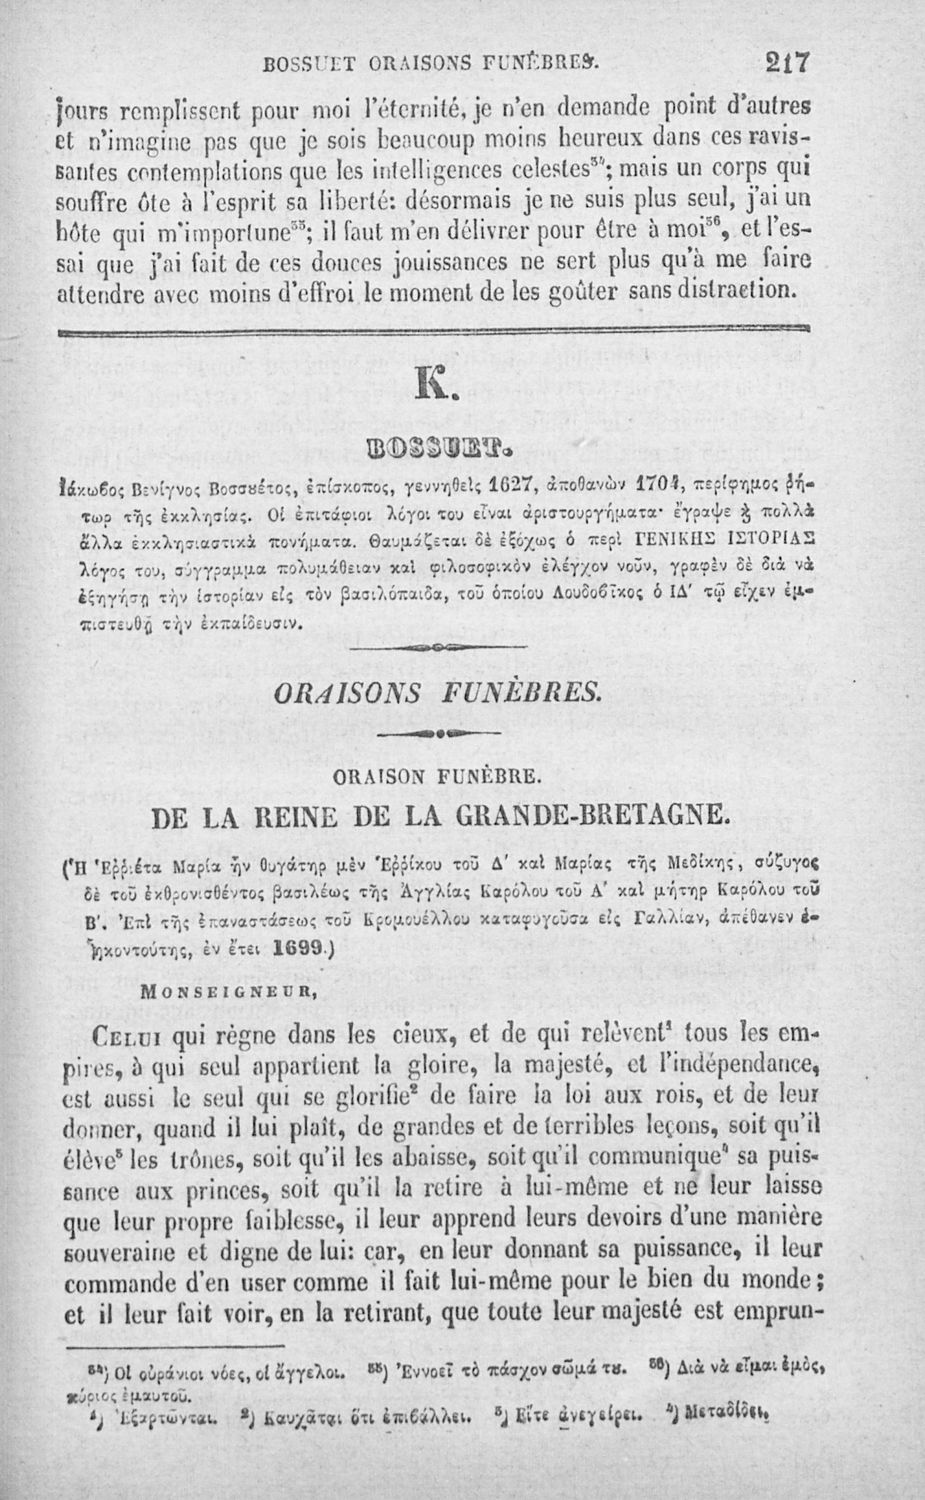 BOSSUET ORAISONS FUNÈBRES. 217
jours remplissent pour moi l'éternité, je n'en demande point d'autres
et n'imagine pas que je sois beaucoup moins heureux dans ces ravis-
santes contemplations que les intelligences celestes⁵⁴; mais un corps qui
souffre ôte à l'esprit sa liberté: désormais je ne suis plus seul, j'ai un
hôte qui m'importune⁵⁵; il faut m'en délivrer pour être à moi⁵⁶, et l'es-
sai que j'ai fait de ces douces jouissances ne sert plus qu'à me faire
attendre avec moins d'effroi le moment de les goûter sans distraction.
K.
BOSSUET.
Ἰάκωβος Βενίγνος Βοσσȣέτος, ἐπίσκοπος, γεννηθεὶς 1627, ἀποθανὼν 1704, περίφημος ῥή-
τωρ τῆς ἐκκλησίας. Οἱ ἐπιτάφιοι λόγοι του εἶναι ἀριστουργήματα· ἔγραψε ϗ πολλὰ
ἄλλα ἐκκλησιαστικὰ πονήματα. Θαυμάζεται δὲ ἐξόχως ὁ περὶ ΓΕΝΙΚΗΣ ΙΣΤΟΡΙΑΣ
λόγος του, σύγγραμμα πολυμάθειαν καὶ φιλοσοφικὸν ἐλέγχον νοῦν, γραφὲν δὲ διὰ νὰ
ἐξηγήσῃ τὴν ἱστορίαν εἰς τὸν βασιλόπαιδα, τοῦ ὁποίου Λουδοβῖκος ὁ ΙΔ' τῷ εἶχεν ἐμ-
πιστευθῆ τὴν ἐκπαίδευσιν.
ORAISONS FUNÈBRES.
ORAISON FUNÈBRE.
DE LA REINE DE LA GRANDE-BRETAGNE.
(Ἡ Ἑῤῥιέτα Μαρία ἦν θυγάτηρ μὲν Ἑῤῥίκου τοῦ Δ' καὶ Μαρίας τῆς Μεδίκης, σύζυγος
δὲ τοῦ ἐκθρονισθέντος βασιλέως τῆς Ἀγγλίας Καρόλου τοῦ Α' καὶ μήτηρ Καρόλου τοῦ
Β'. Ἐπὶ τῆς ἐπαναστάσεως τοῦ Κρομουέλλου καταφυγοῦσα εἰς Γαλλίαν, ἀπέθανεν ἑ-
ξηκοντούτης, ἐν ἔτει 1699.)
MONSEIGNEUR,
CELUI qui règne dans les cieux, et de qui relèvent¹ tous les em-
pires, à qui seul appartient la gloire, la majesté, et l'indépendance,
est aussi le seul qui se glorifie² de faire la loi aux rois, et de leur
donner, quand il lui plaît, de grandes et de terribles leçons, soit qu'il
élève³ les trônes, soit qu'il les abaisse, soit qu'il communique⁴ sa puis-
sance aux princes, soit qu'il la retire à lui-même et ne leur laisse
que leur propre faiblesse, il leur apprend leurs devoirs d'une manière
souveraine et digne de lui: car, en leur donnant sa puissance, il leur
commande d'en user comme il fait lui-même pour le bien du monde;
et il leur fait voir, en la retirant, que toute leur majesté est emprun-
⁵⁴) Οἱ οὐράνιοι νόες, οἱ ἄγγελοι. ⁵⁵) Ἐννοεῖ τὸ πάσχον σῶμά τȣ. ⁵⁶) Διὰ νὰ εἶμαι ἐμὸς,
κύριος ἐμαυτοῦ.
¹) Ἐξαρτῶνται. ²) Καυχᾶται ὅτι ἐπιβάλλει. ³) Εἴτε ἀνεγείρει. ⁴) Μεταδίδει.